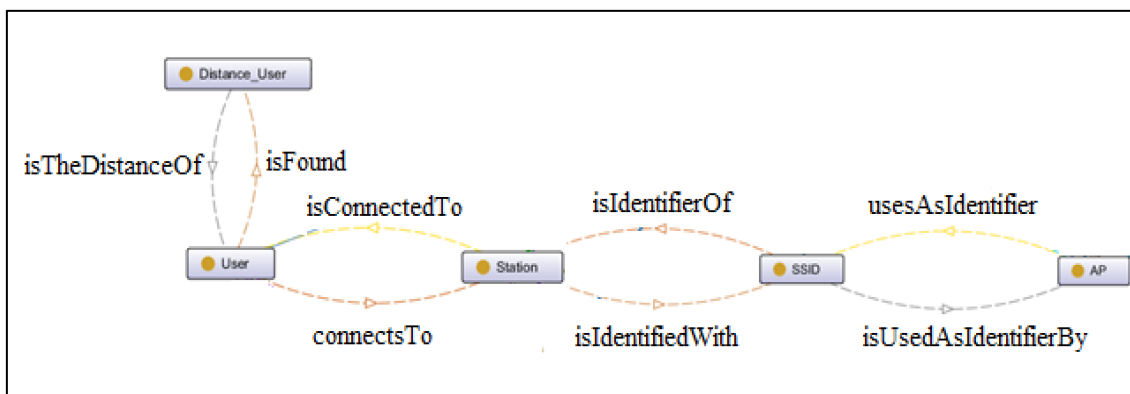 Distance_User
isTheDistanceOf
isFound
isConnectedTo
isIdentifierOf
usesAsIdentifier
User
Station
SSID
AP
connectsTo
isIdentifiedWith
isUsedAsIdentifierBy